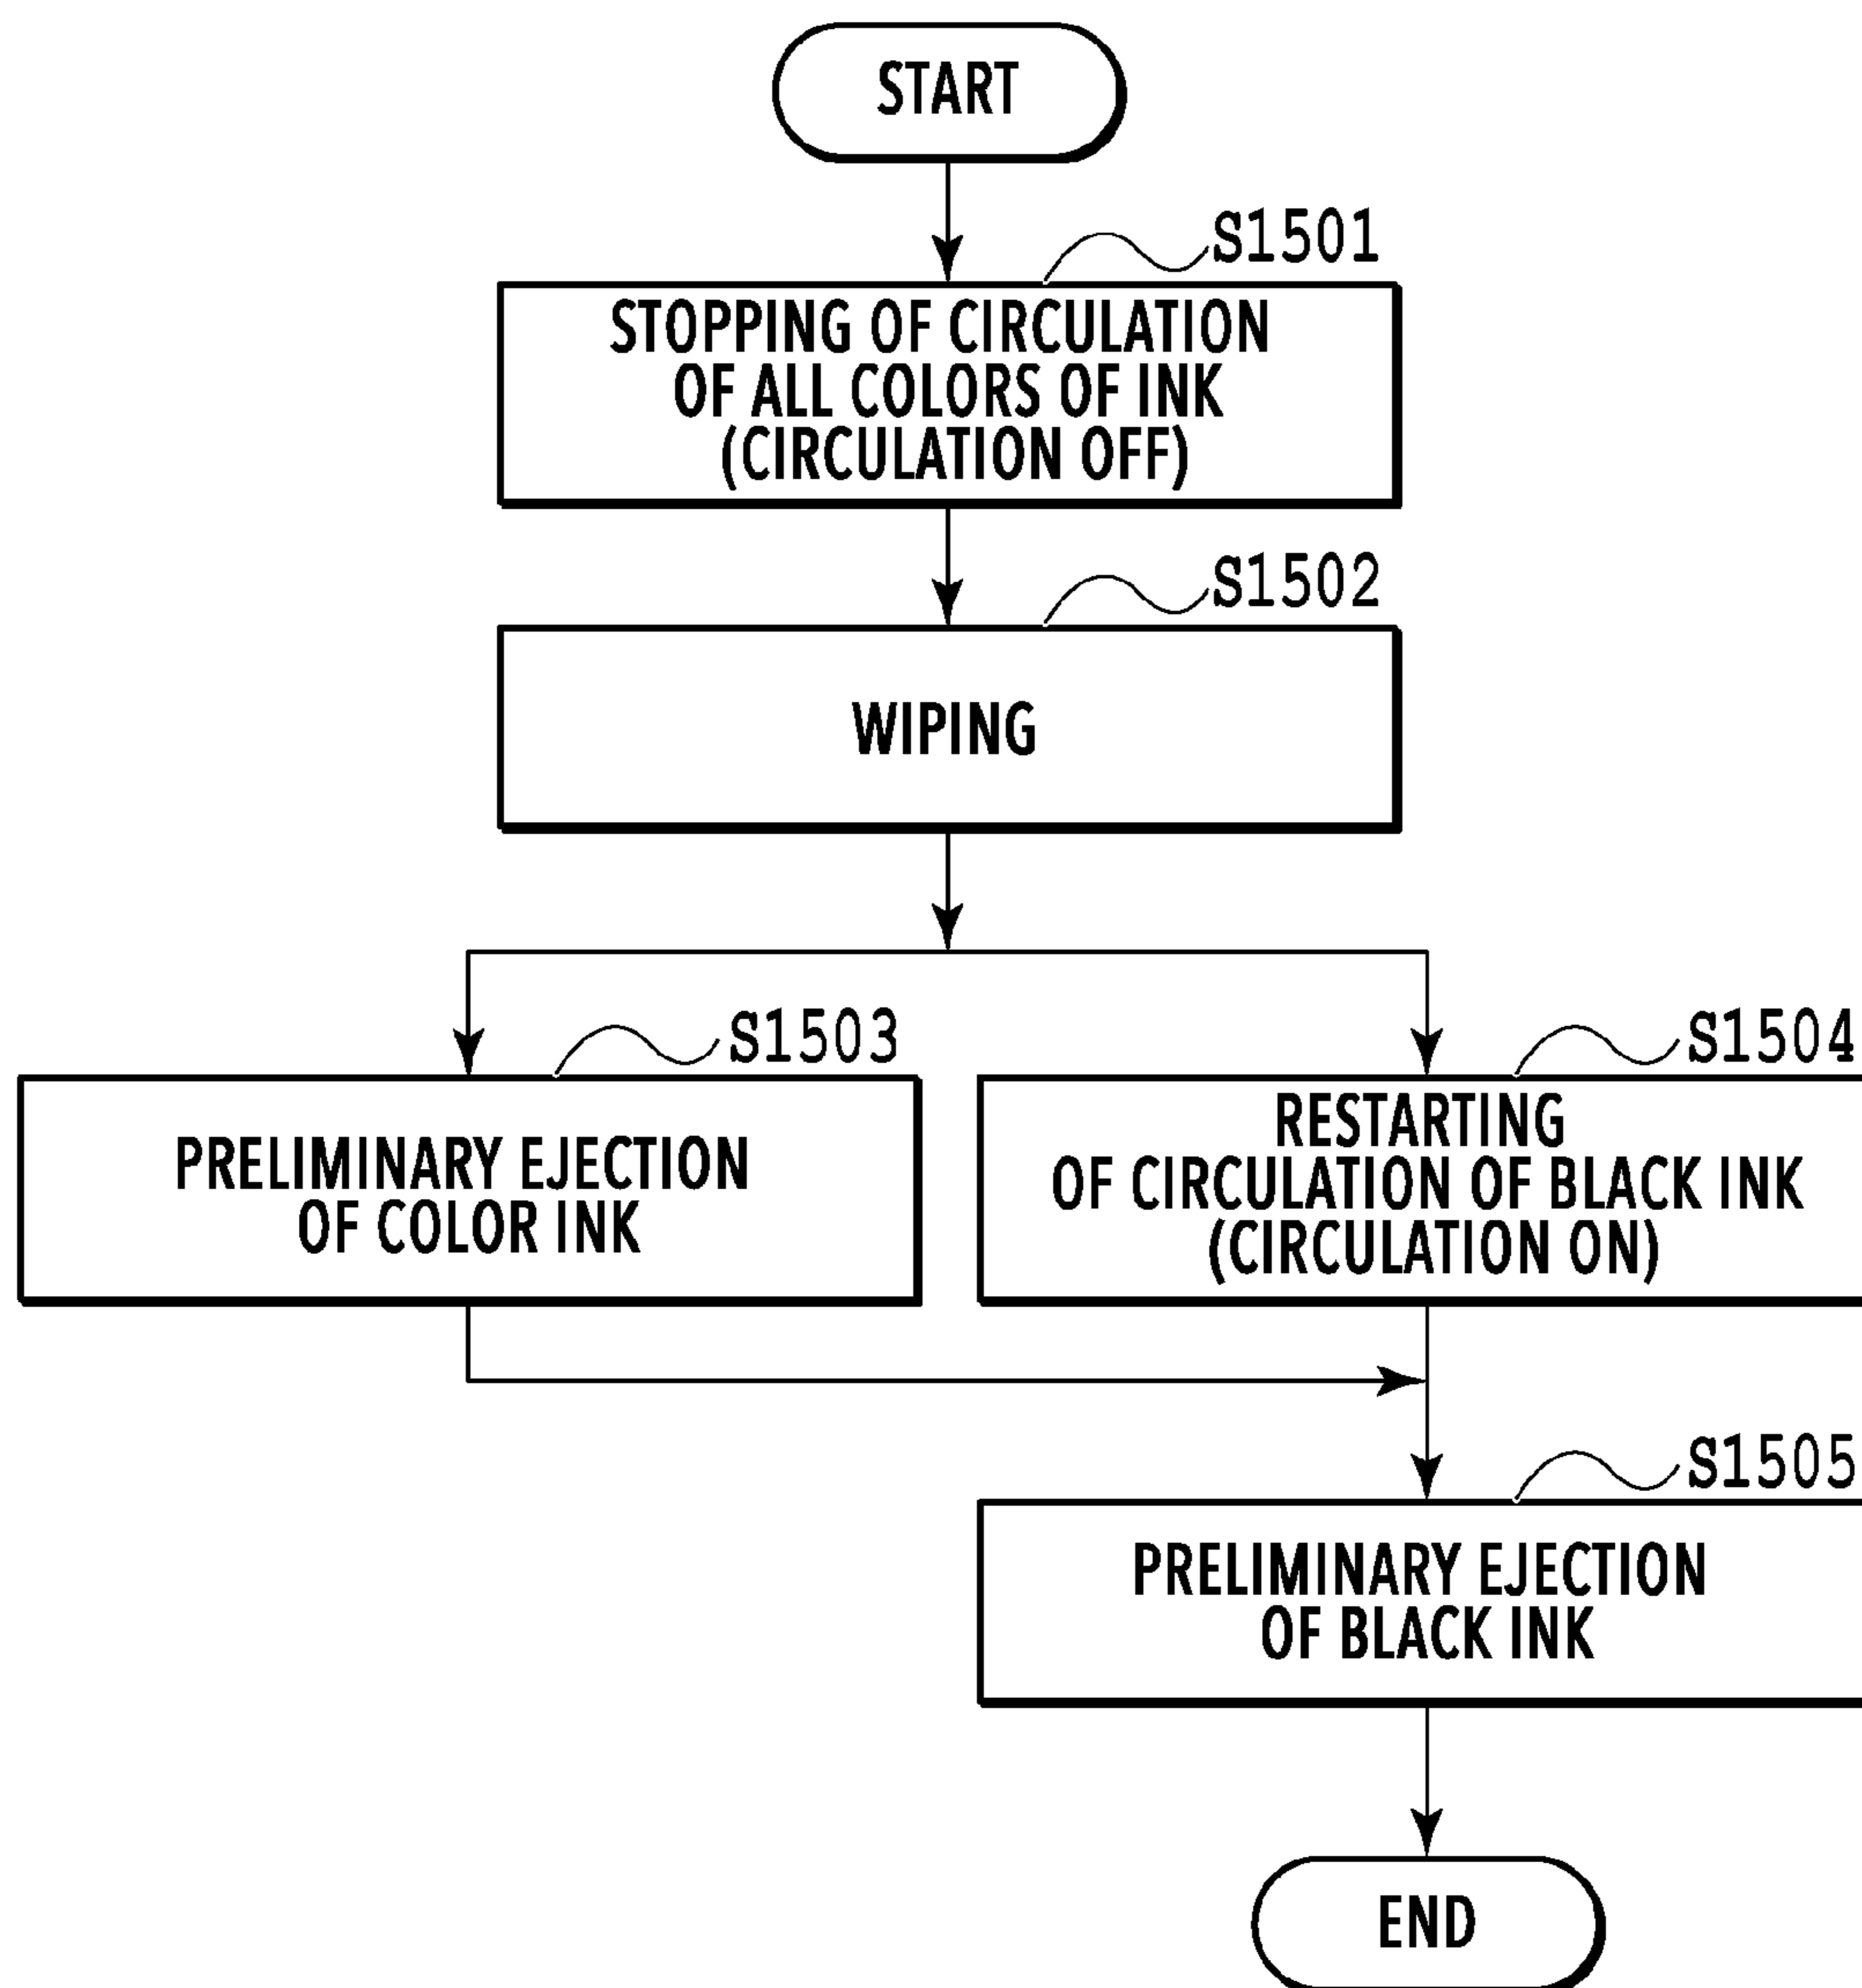 START
S1501
STOPPING OF CIRCULATION
OF ALL COLORS OF INK
(CIRCULATION OFF)
S1502
WIPING
S1503
PRELIMINARY EJECTION
OF COLOR INK
S1504
RESTARTING
OF CIRCULATION OF BLACK INK
(CIRCULATION ON)
S1505
PRELIMINARY EJECTION
OF BLACK INK
END